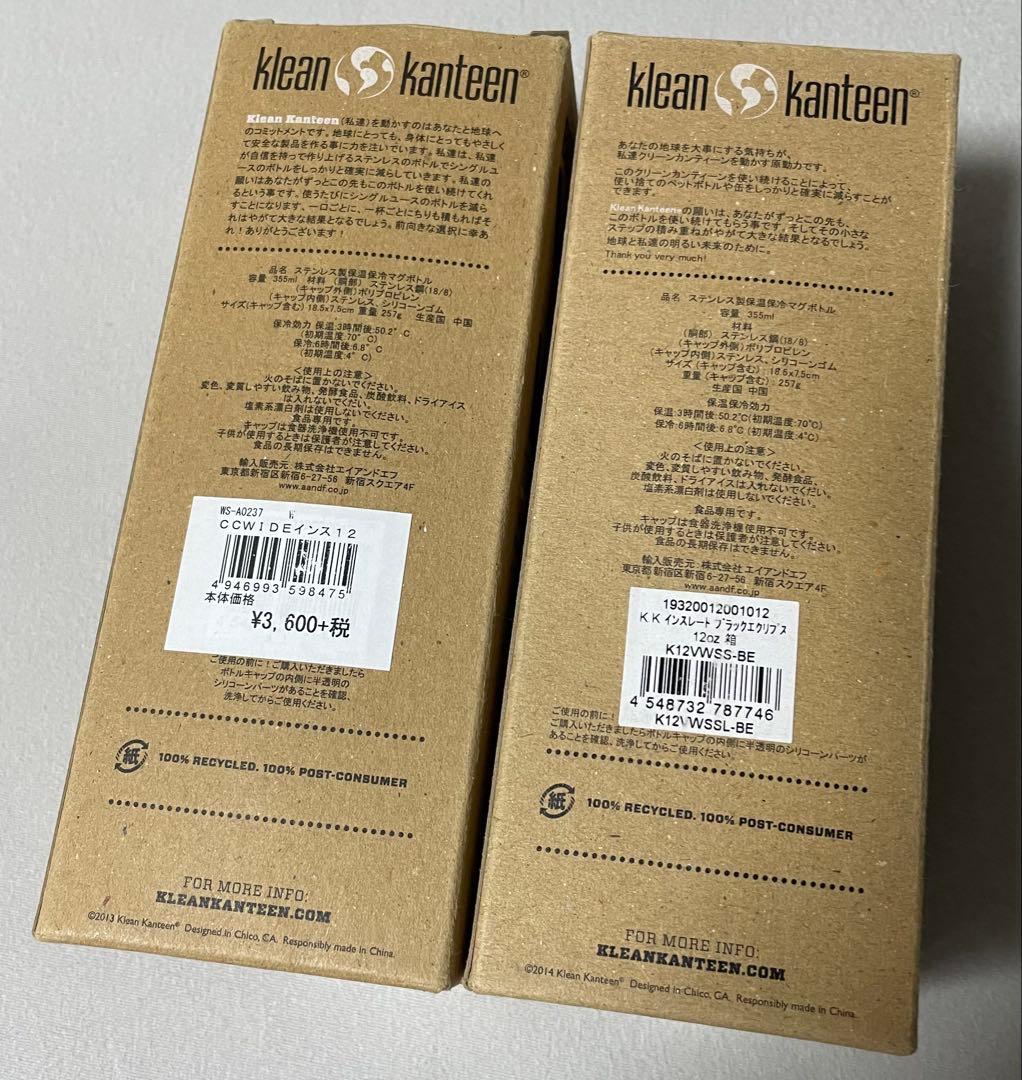 klean kanteen®
Klean Kanteen(私達)を動かすのはあなたと地球へ
のコミットメントです。地球にとっても、身体にとってもやさしく
て安全な製品を作る事に力を注いでいます。私達は、私達
が自信を持って作り上げるステンレスのボトルでシングルユ
ースのボトルをしっかりと確実に減らしていきます。私達の
願いはあなたがずっとこの先もこのボトルを使い続けてくれ
るという事です。使うたびにシングルユースのボトルを減ら
すことになります、一口ごとに、一杯ごとにちりも積もればそ
れはやがて大きな結果となるでしょう。前向きな選択に幸あ
れ!ありがとうございます!
品名 ステンレス製保温保冷マグボトル
容量 355ml 材料 (胴部) ステンレス鋼(18/8)
(キャップ外側)ポリプロピレン
(キャップ内側)ステンレス、シリコーンゴム
サイズ(キャップ含む) 18.5x7.5cm 重量 257g 生産国 中国
保冷効力 保温:3時間後:50.2°C
(初期温度:70°C)
保冷:6時間後:6.8°C
(初期温度:4°C)
<使用上の注意>
火のそばに置かないでください。
変色、変質しやすい飲み物、発酵食品、炭酸飲料、ドライアイス
は入れないでください。
塩素系漂白剤は使用しないでください。
食品専用です。
キャップは食器洗浄機使用不可です。
子供が使用するときは保護者が注意してください。
食品の長期保存はできません。
輸入販売元: 株式会社エイアンドエフ
東京都新宿区新宿6-27-56 新宿スクエア4F
www.aandf.co.jp
WS-A0237
CCWIDEインス12
4 946993 598475
本体価格
¥3,600+税
ご使用の前に!ご購入いただきましたら
ボトルキャップの内側に半透明の
シリコーンパーツがあることを確認、
洗浄してからご使用ください。
紙 100% RECYCLED. 100% POST-CONSUMER
FOR MORE INFO:
KLEANKANTEEN.COM
©2013 Klean Kanteen® Designed in Chico, CA. Responsibly made in China.
klean kanteen®
あなたの地球を大事にする気持ちが、
私達クリーンカンティーンを動かす原動力です。
このクリーンカンティーンを使い続けることによって、
使い捨てのペットボトルや缶をしっかりと確実に減らすことが
できます。
Klean Kanteen®の願いは、あなたがずっとこの先も、
このボトルを使い続けてもらう事です。そしてその小さな
ステップの積み重ねがやがて大きな結果となるでしょう。
地球と私達の明るい未来のために。
Thank you very much!
品名 ステンレス製保温保冷マグボトル
容量 355ml
材料
(胴部) ステンレス鋼(18/8)
(キャップ外側)ポリプロピレン
(キャップ内側)ステンレス、シリコーンゴム
サイズ (キャップ含む) : 18.5x7.5cm
重量 (キャップ含む) : 257g
生産国 中国
保温保冷効力
保温:3時間後:50.2°C(初期温度:70°C)
保冷:6時間後:6.8°C(初期温度:4°C)
<使用上の注意>
火のそばに置かないでください。
変色、変質しやすい飲み物、発酵食品、
炭酸飲料、ドライアイスは入れないでください。
塩素系漂白剤は使用しないでください。
食品専用です。
キャップは食器洗浄機使用不可です。
子供が使用するときは保護者が注意してください。
食品の長期保存はできません。
輸入販売元: 株式会社 エイアンドエフ
東京都新宿区新宿6-27-56 新宿スクエア4F
www.aandf.co.jp
19320012001012
KK インスレート ブラックエクリプス
12oz 箱
K12VWSS-BE
4 548732 787746
K12VWSSL-BE
ご使用の前に!
ご購入いただきましたらボトルキャップの内側に半透明のシリコーンパーツが
あることを確認、洗浄してからご使用ください。
紙 100% RECYCLED. 100% POST-CONSUMER
FOR MORE INFO:
KLEANKANTEEN.COM
©2014 Klean Kanteen® Designed in Chico, CA. Responsibly made in China.